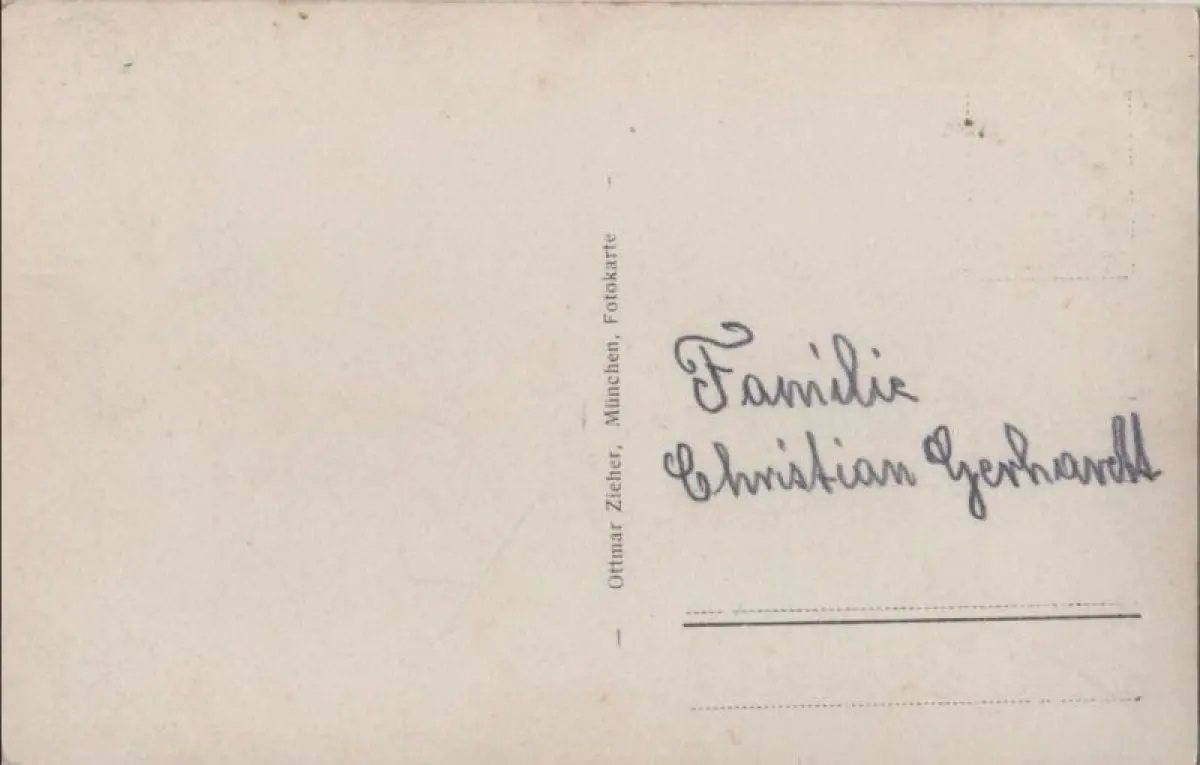 Ottmar Zieher, München, Fotokarte
Familie
Christian Gerhardt